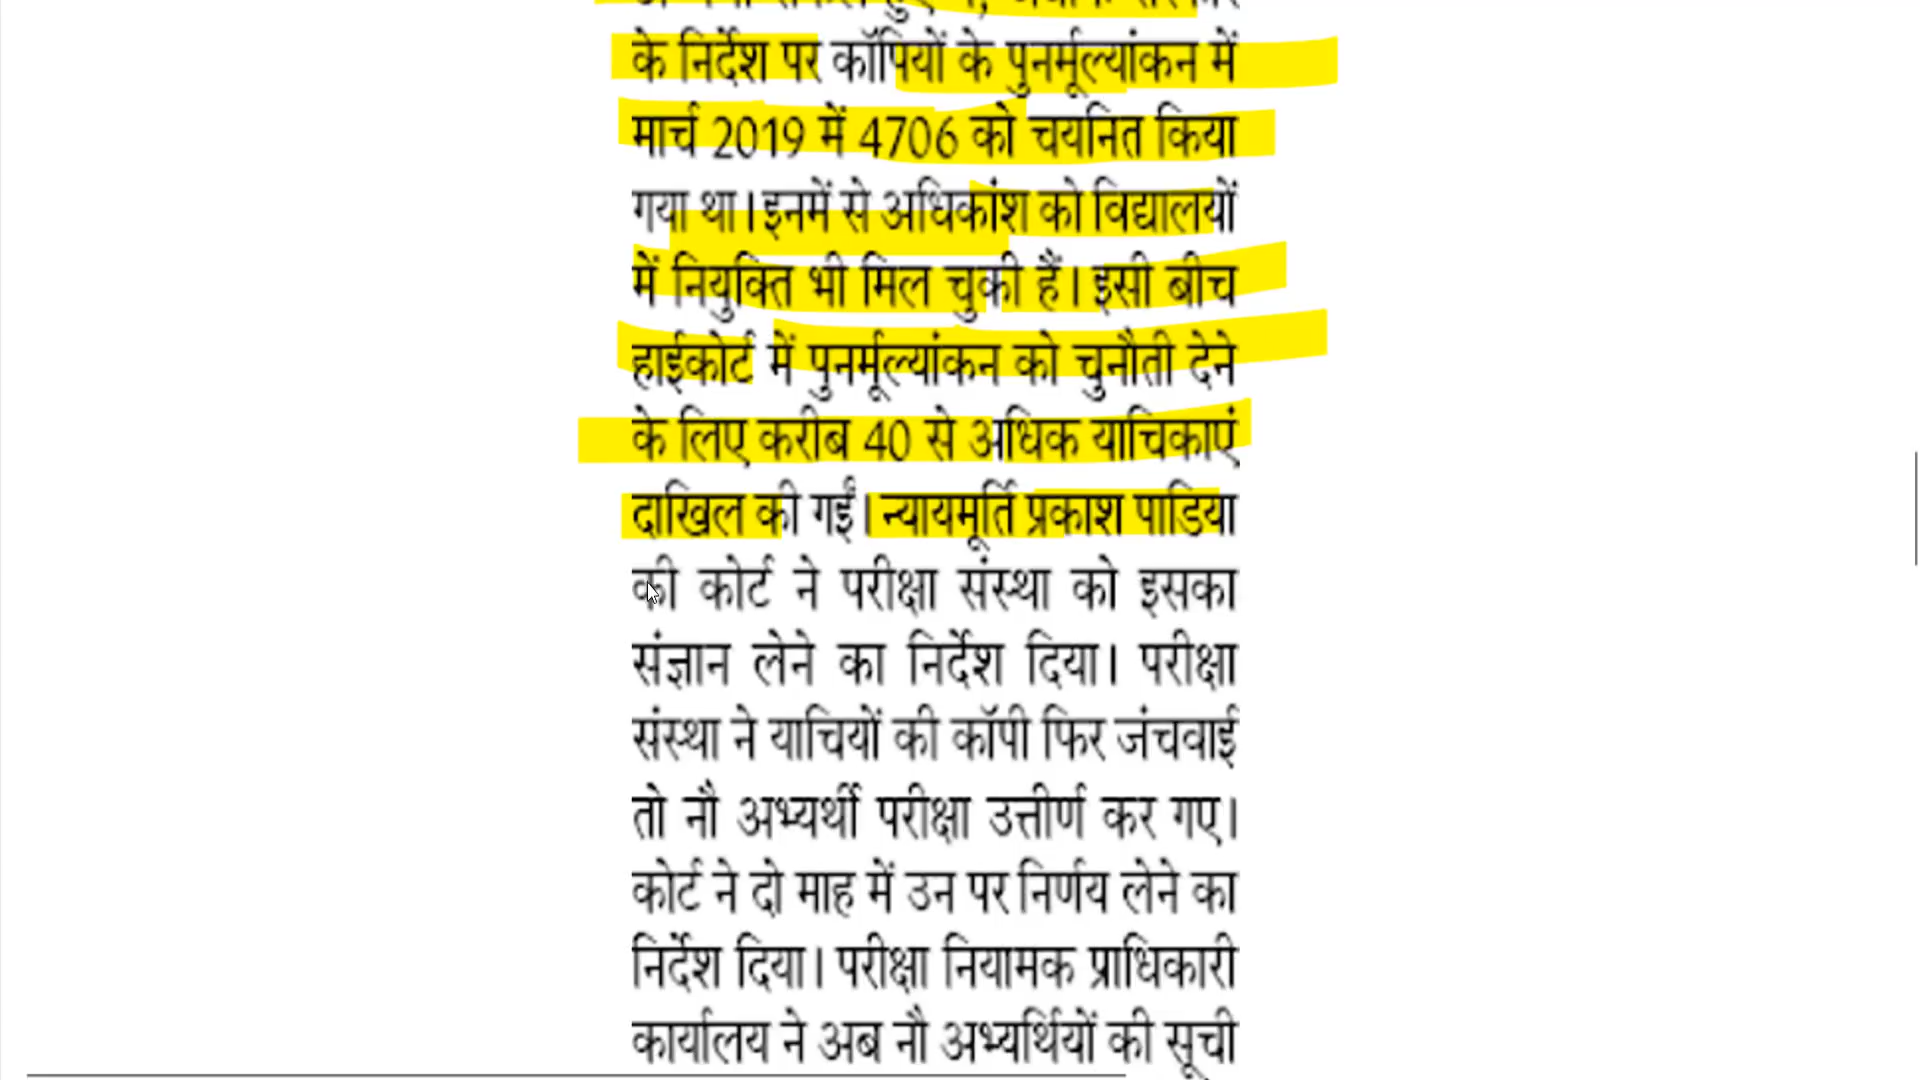 के निर्देश पर कॉपियों के पुनर्मूल्यांकन में
मार्च 2019 में 4706 को चयनित किया
गया था। इनमें से अधिकांश को विद्यालयों
में नियुक्ति भी मिल चुकी हैं। इसी बीच
हाईकोर्ट में पुनर्मूल्यांकन को चुनौती देने
के लिए करीब 40 से अधिक याचिकाएं
दाखिल की गईं। न्यायमूर्ति प्रकाश पाडिया
की कोर्ट ने परीक्षा संस्था को इसका
संज्ञान लेने का निर्देश दिया। परीक्षा
संस्था ने याचियों की कॉपी फिर जंचवाई
तो नौ अभ्यर्थी परीक्षा उत्तीर्ण कर गए।
कोर्ट ने दो माह में उन पर निर्णय लेने का
निर्देश दिया। परीक्षा नियामक प्राधिकारी
कार्यालय ने अब नौ अभ्यर्थियों की सूची